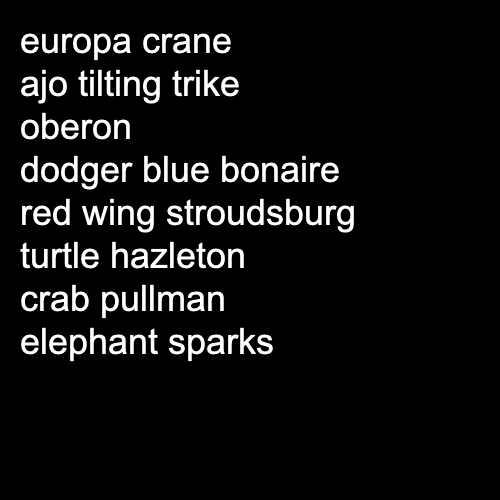 europa crane
ajo tilting trike
oberon
dodger blue bonaire
red wing stroudsburg
turtle hazleton
crab pullman
elephant sparks